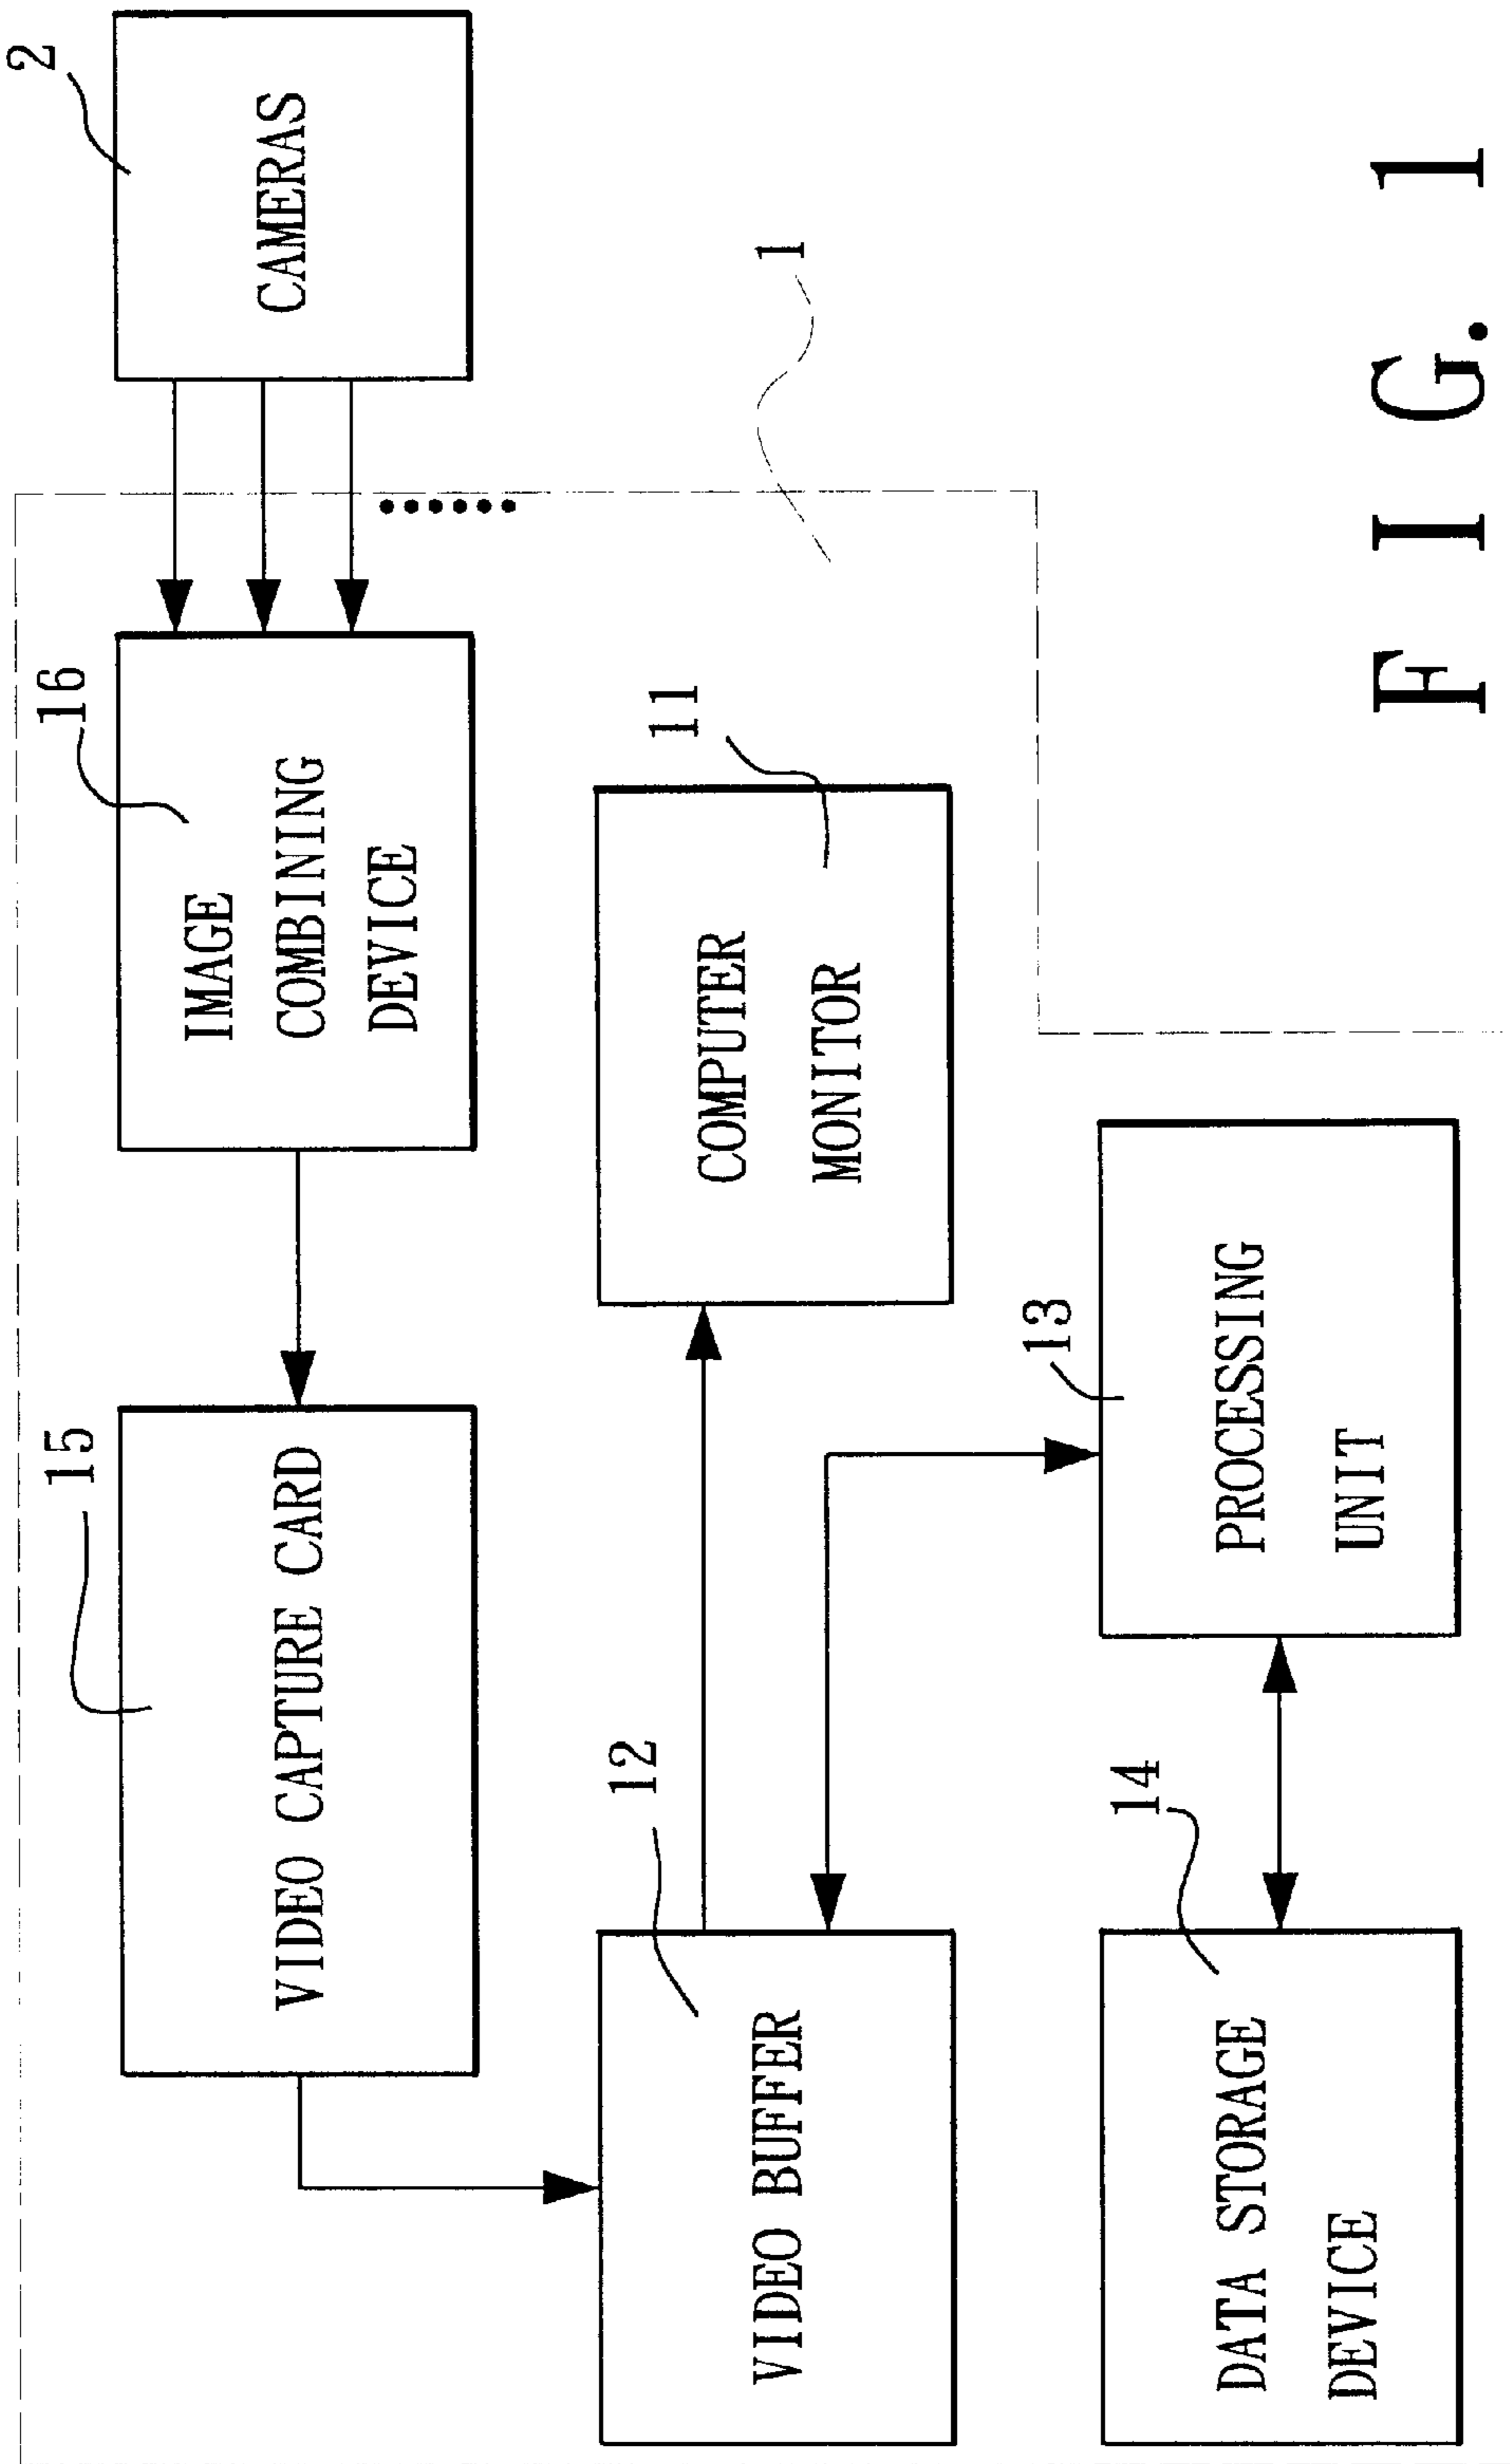 2
CAMERAS
16
IMAGE
COMBINING
DEVICE
15
VIDEO CAPTURE CARD
1
11
COMPUTER
MONITOR
12
VIDEO BUFFER
13
PROCESSING
UNIT
14
DATA STORAGE
DEVICE
FIG. 1